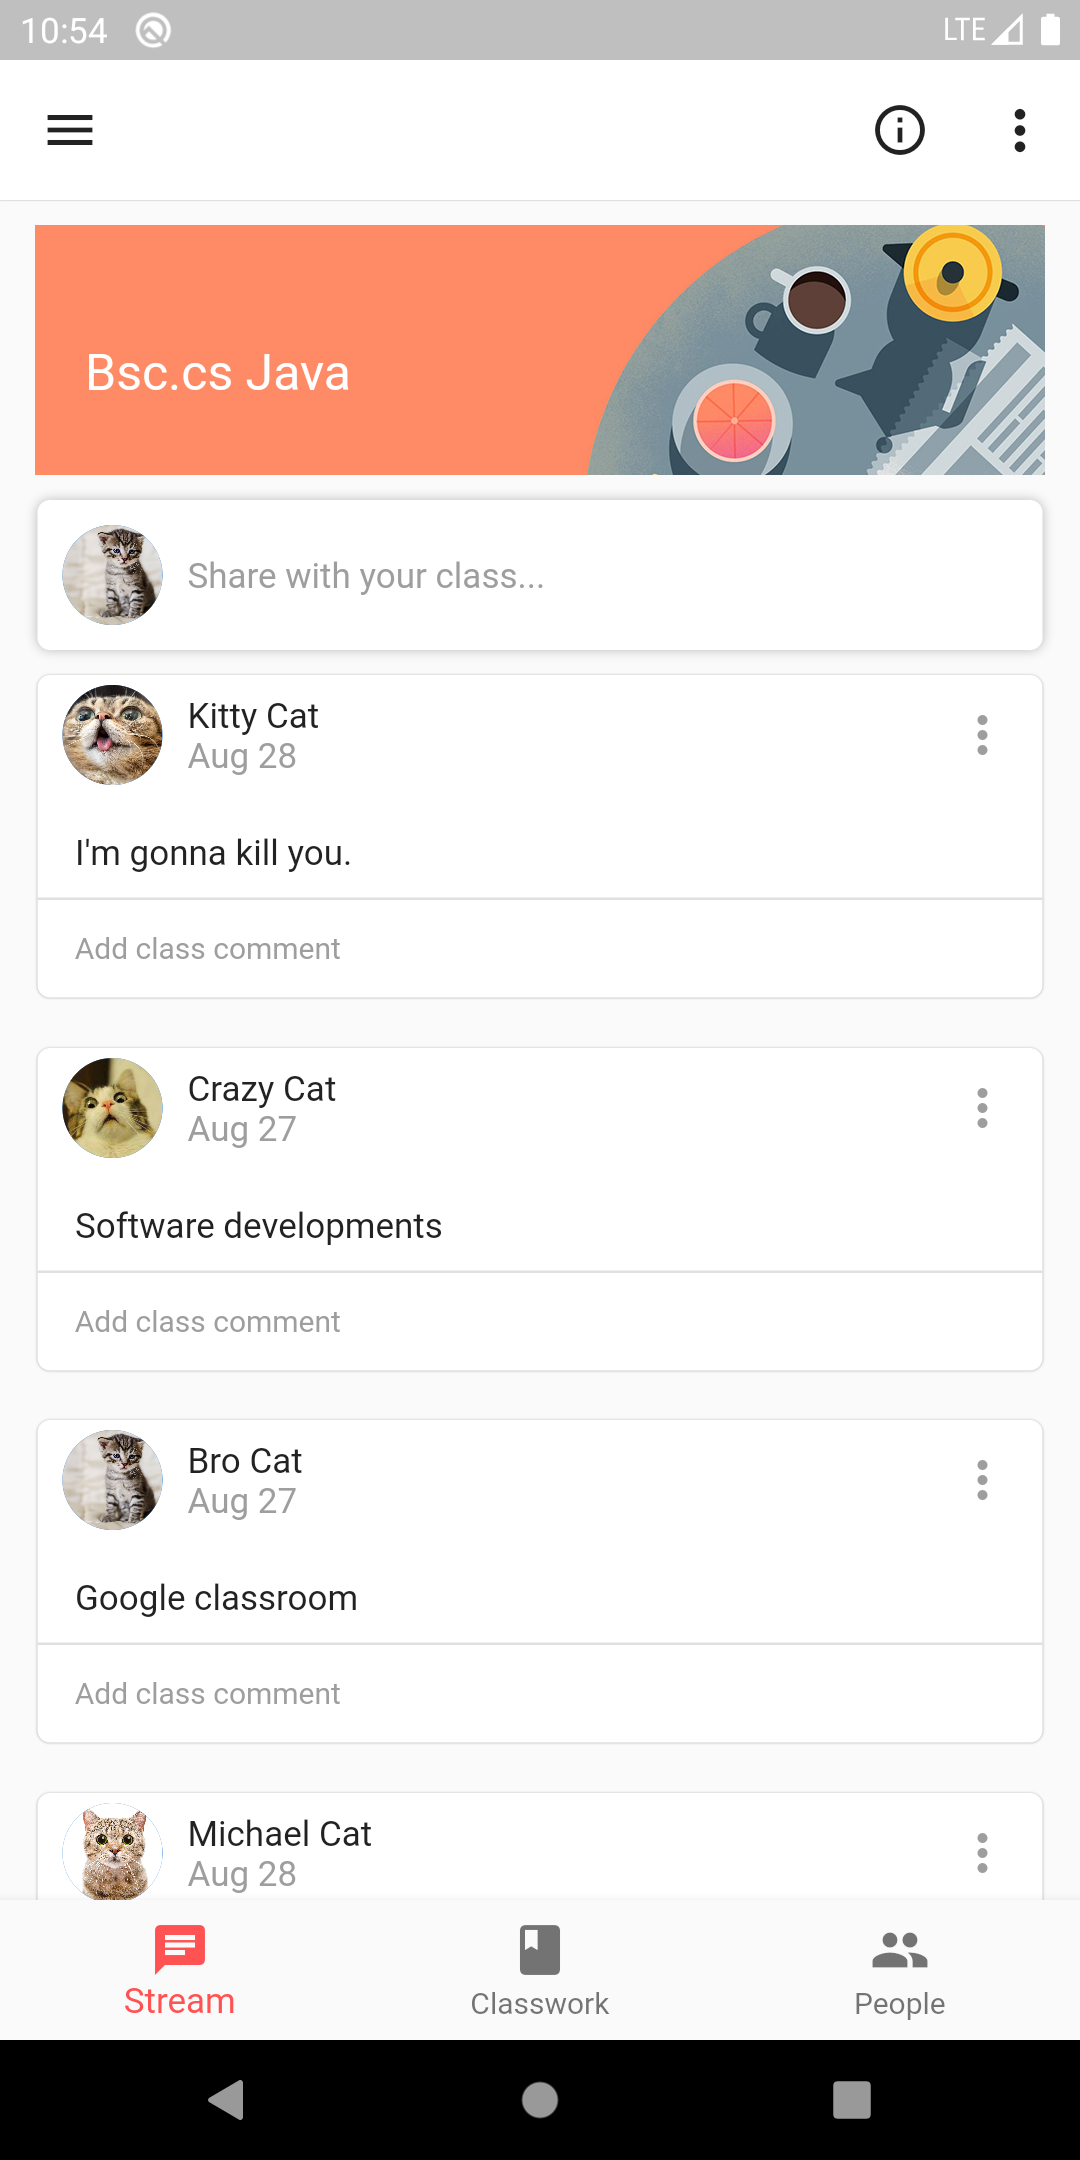 10:54
LTE
Bsc.cs Java
Share with your class...
Kitty Cat
Aug 28
I'm gonna kill you.
Add class comment
Crazy Cat
Aug 27
Software developments
Add class comment
Bro Cat
Aug 27
Google classroom
Add class comment
Michael Cat
Aug 28
Stream
Classwork
People